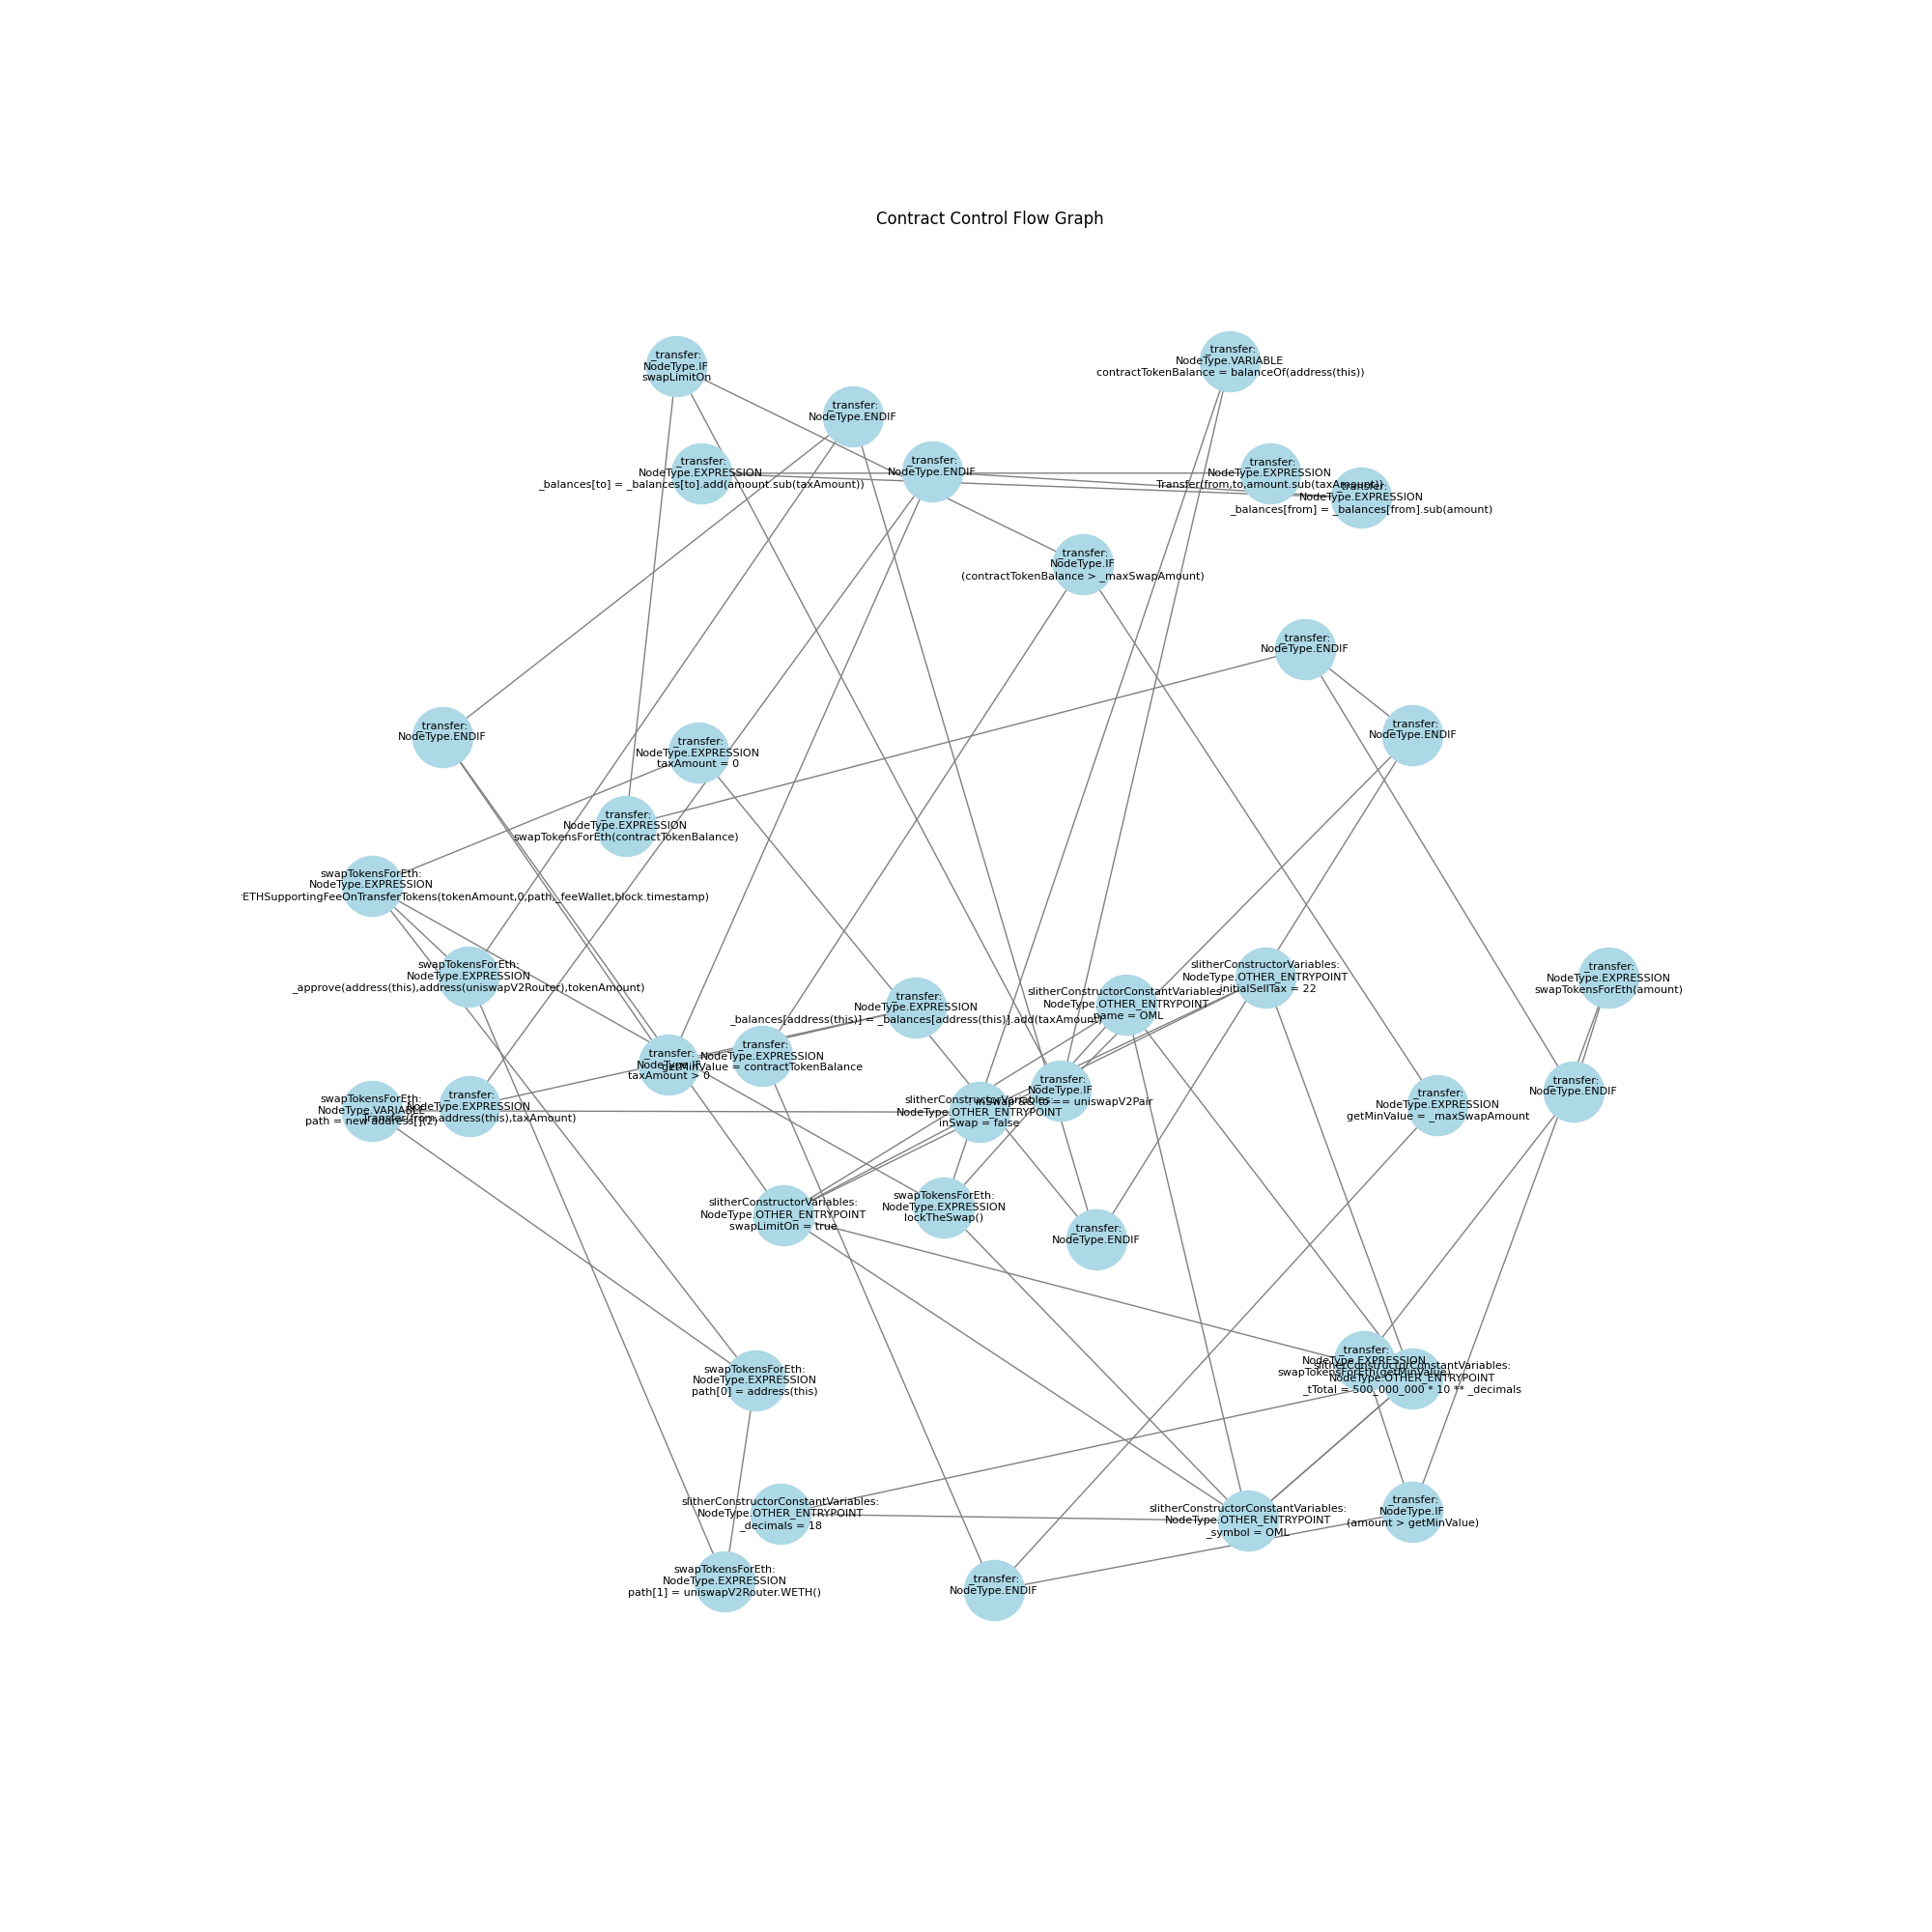 Contract Control Flow Graph
_transfer:
NodeType.IF
swapLimitOn
_transfer:
NodeType.VARIABLE
contractTokenBalance = balanceOf(address(this))
_transfer:
NodeType.ENDIF
_transfer:
NodeType.EXPRESSION
_balances[to] = _balances[to].add(amount.sub(taxAmount))
_transfer:
NodeType.ENDIF
_transfer:
NodeType.EXPRESSION
Transfer(from,to,amount.sub(taxAmount))
_transfer:
NodeType.EXPRESSION
_balances[from] = _balances[from].sub(amount)
_transfer:
NodeType.IF
(contractTokenBalance > _maxSwapAmount)
_transfer:
NodeType.ENDIF
_transfer:
NodeType.ENDIF
_transfer:
NodeType.ENDIF
_transfer:
NodeType.EXPRESSION
taxAmount = 0
_transfer:
NodeType.EXPRESSION
swapTokensForEth(contractTokenBalance)
swapTokensForEth:
NodeType.EXPRESSION
ETHSupportingFeeOnTransferTokens(tokenAmount,0,path,_feeWallet,block.timestamp)
swapTokensForEth:
NodeType.EXPRESSION
_approve(address(this),address(uniswapV2Router),tokenAmount)
slitherConstructorVariables:
NodeType.OTHER_ENTRYPOINT
initialSellTax = 22
_transfer:
NodeType.EXPRESSION
swapTokensForEth(amount)
slitherConstructorConstantVariables:
NodeType.OTHER_ENTRYPOINT
name = OML
_transfer:
NodeType.EXPRESSION
_balances[address(this)] = _balances[address(this)].add(taxAmount)
_transfer:
NodeType.IF
taxAmount > 0
_transfer:
NodeType.EXPRESSION
getMinValue = contractTokenBalance
_transfer:
NodeType.IF
inSwap && to == uniswapV2Pair
_transfer:
NodeType.ENDIF
swapTokensForEth:
NodeType.VARIABLE
path = new address[](2)
_transfer:
NodeType.EXPRESSION
Transfer(from,address(this),taxAmount)
slitherConstructorVariables:
NodeType.OTHER_ENTRYPOINT
inSwap = false
_transfer:
NodeType.EXPRESSION
getMinValue = _maxSwapAmount
slitherConstructorVariables:
NodeType.OTHER_ENTRYPOINT
swapLimitOn = true
swapTokensForEth:
NodeType.EXPRESSION
lockTheSwap()
_transfer:
NodeType.ENDIF
swapTokensForEth:
NodeType.EXPRESSION
path[0] = address(this)
_transfer:
NodeType.EXPRESSION
swapTokensForEth(getMinValue)
slitherConstructorConstantVariables:
NodeType.OTHER_ENTRYPOINT
_tTotal = 500_000_000 * 10 ** _decimals
slitherConstructorConstantVariables:
NodeType.OTHER_ENTRYPOINT
_decimals = 18
slitherConstructorConstantVariables:
NodeType.OTHER_ENTRYPOINT
_symbol = OML
_transfer:
NodeType.IF
(amount > getMinValue)
swapTokensForEth:
NodeType.EXPRESSION
path[1] = uniswapV2Router.WETH()
_transfer:
NodeType.ENDIF